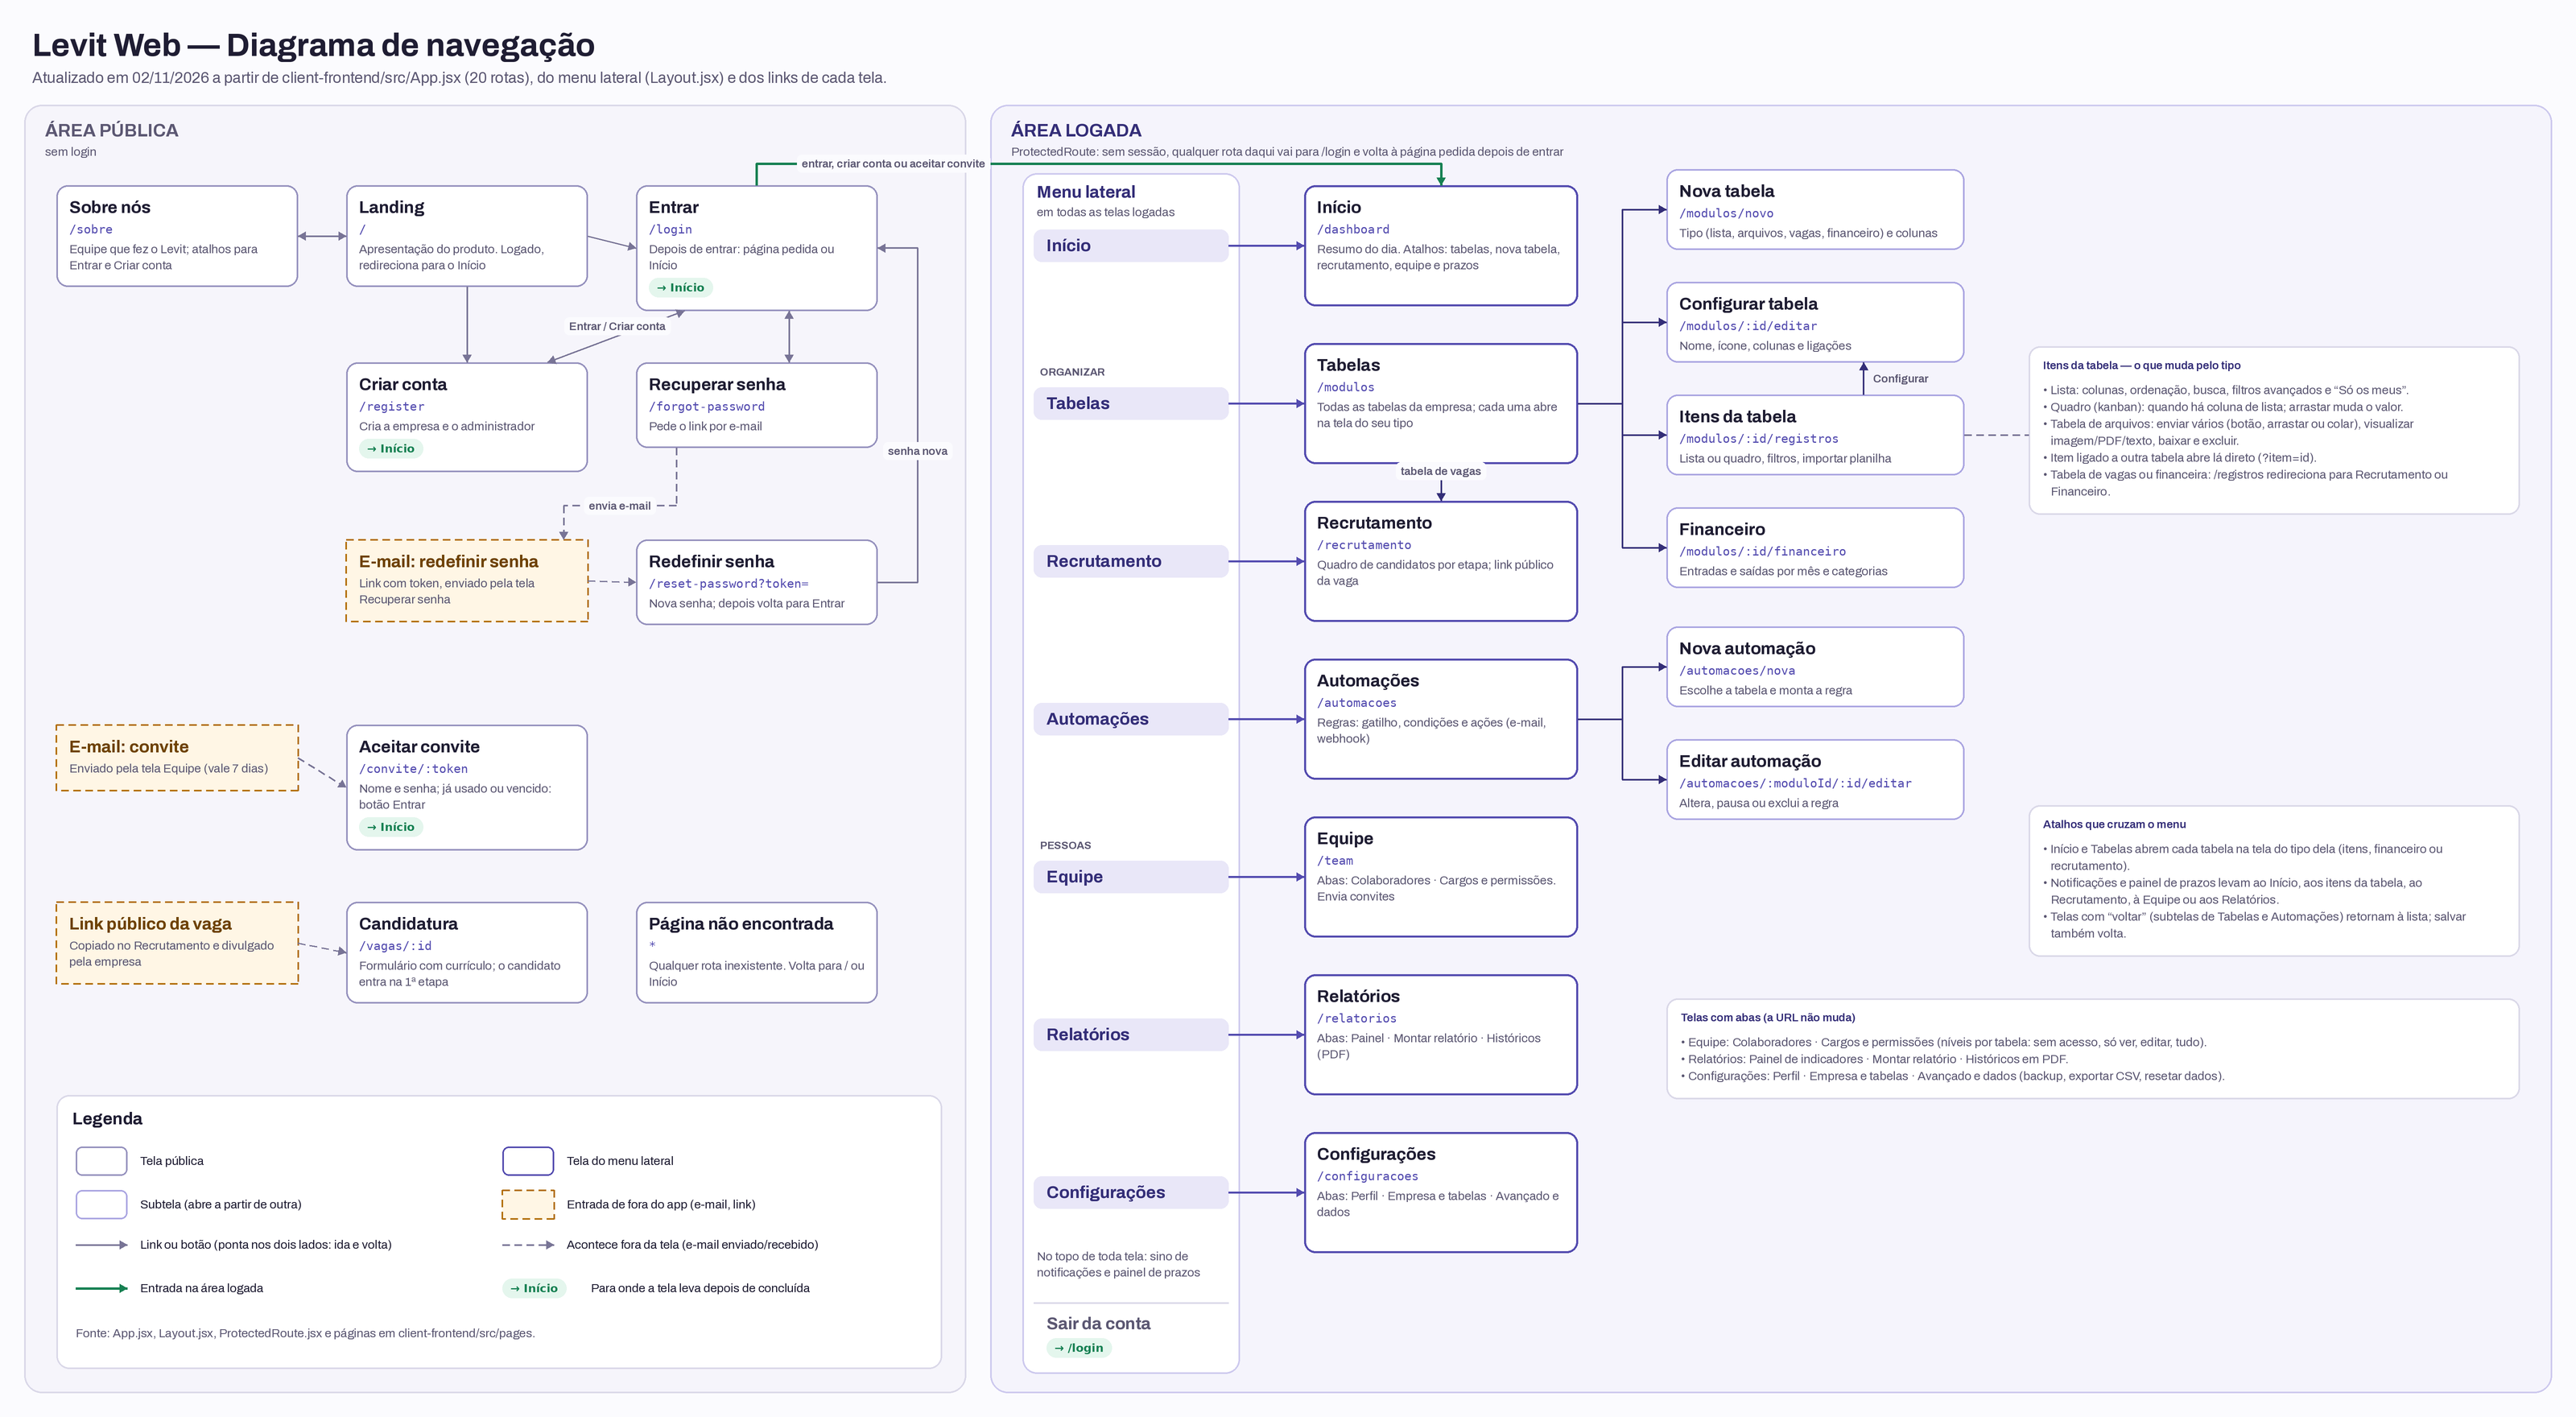 Levit Web — Diagrama de navegação
Atualizado em 02/11/2026 a partir de client-frontend/src/App.jsx (20 rotas), do menu lateral (Layout.jsx) e dos links de cada tela.
ÁREA PÚBLICA
sem login
entrar, criar conta ou aceitar convite
Sobre nós
/sobre
Equipe que fez o Levit; atalhos para
Entrar e Criar conta
Landing
/
Apresentação do produto. Logado,
redireciona para o Início
Entrar
/login
Depois de entrar: página pedida ou
Início
→ Início
Entrar / Criar conta
Criar conta
/register
Cria a empresa e o administrador
→ Início
Recuperar senha
/forgot-password
Pede o link por e-mail
senha nova
envia e-mail
E-mail: redefinir senha
Link com token, enviado pela tela
Recuperar senha
Redefinir senha
/reset-password?token=
Nova senha; depois volta para Entrar
E-mail: convite
Enviado pela tela Equipe (vale 7 dias)
Aceitar convite
/convite/:token
Nome e senha; já usado ou vencido:
botão Entrar
→ Início
Link público da vaga
Copiado no Recrutamento e divulgado
pela empresa
Candidatura
/vagas/:id
Formulário com currículo; o candidato
entra na 1ª etapa
Página não encontrada
*
Qualquer rota inexistente. Volta para / ou
Início
Legenda
Tela pública
Tela do menu lateral
Subtela (abre a partir de outra)
Entrada de fora do app (e-mail, link)
Link ou botão (ponta nos dois lados: ida e volta)
Acontece fora da tela (e-mail enviado/recebido)
Entrada na área logada
→ Início
Para onde a tela leva depois de concluída
Fonte: App.jsx, Layout.jsx, ProtectedRoute.jsx e páginas em client-frontend/src/pages.
ÁREA LOGADA
ProtectedRoute: sem sessão, qualquer rota daqui vai para /login e volta à página pedida depois de entrar
Menu lateral
em todas as telas logadas
Início
ORGANIZAR
Tabelas
Recrutamento
Automações
PESSOAS
Equipe
Relatórios
Configurações
No topo de toda tela: sino de
notificações e painel de prazos
Sair da conta
→ /login
Início
/dashboard
Resumo do dia. Atalhos: tabelas, nova tabela,
recrutamento, equipe e prazos
Tabelas
/modulos
Todas as tabelas da empresa; cada uma abre
na tela do seu tipo
tabela de vagas
Recrutamento
/recrutamento
Quadro de candidatos por etapa; link público
da vaga
Automações
/automacoes
Regras: gatilho, condições e ações (e-mail,
webhook)
Equipe
/team
Abas: Colaboradores · Cargos e permissões.
Envia convites
Relatórios
/relatorios
Abas: Painel · Montar relatório · Históricos
(PDF)
Configurações
/configuracoes
Abas: Perfil · Empresa e tabelas · Avançado e
dados
Nova tabela
/modulos/novo
Tipo (lista, arquivos, vagas, financeiro) e colunas
Configurar tabela
/modulos/:id/editar
Nome, ícone, colunas e ligações
Configurar
Itens da tabela
/modulos/:id/registros
Lista ou quadro, filtros, importar planilha
Financeiro
/modulos/:id/financeiro
Entradas e saídas por mês e categorias
Nova automação
/automacoes/nova
Escolhe a tabela e monta a regra
Editar automação
/automacoes/:moduloId/:id/editar
Altera, pausa ou exclui a regra
Itens da tabela — o que muda pelo tipo
• Lista: colunas, ordenação, busca, filtros avançados e “Só os meus”.
• Quadro (kanban): quando há coluna de lista; arrastar muda o valor.
• Tabela de arquivos: enviar vários (botão, arrastar ou colar), visualizar
imagem/PDF/texto, baixar e excluir.
• Item ligado a outra tabela abre lá direto (?item=id).
• Tabela de vagas ou financeira: /registros redireciona para Recrutamento ou
Financeiro.
Atalhos que cruzam o menu
• Início e Tabelas abrem cada tabela na tela do tipo dela (itens, financeiro ou
recrutamento).
• Notificações e painel de prazos levam ao Início, aos itens da tabela, ao
Recrutamento, à Equipe ou aos Relatórios.
• Telas com “voltar” (subtelas de Tabelas e Automações) retornam à lista; salvar
também volta.
Telas com abas (a URL não muda)
• Equipe: Colaboradores · Cargos e permissões (níveis por tabela: sem acesso, só ver, editar, tudo).
• Relatórios: Painel de indicadores · Montar relatório · Históricos em PDF.
• Configurações: Perfil · Empresa e tabelas · Avançado e dados (backup, exportar CSV, resetar dados).